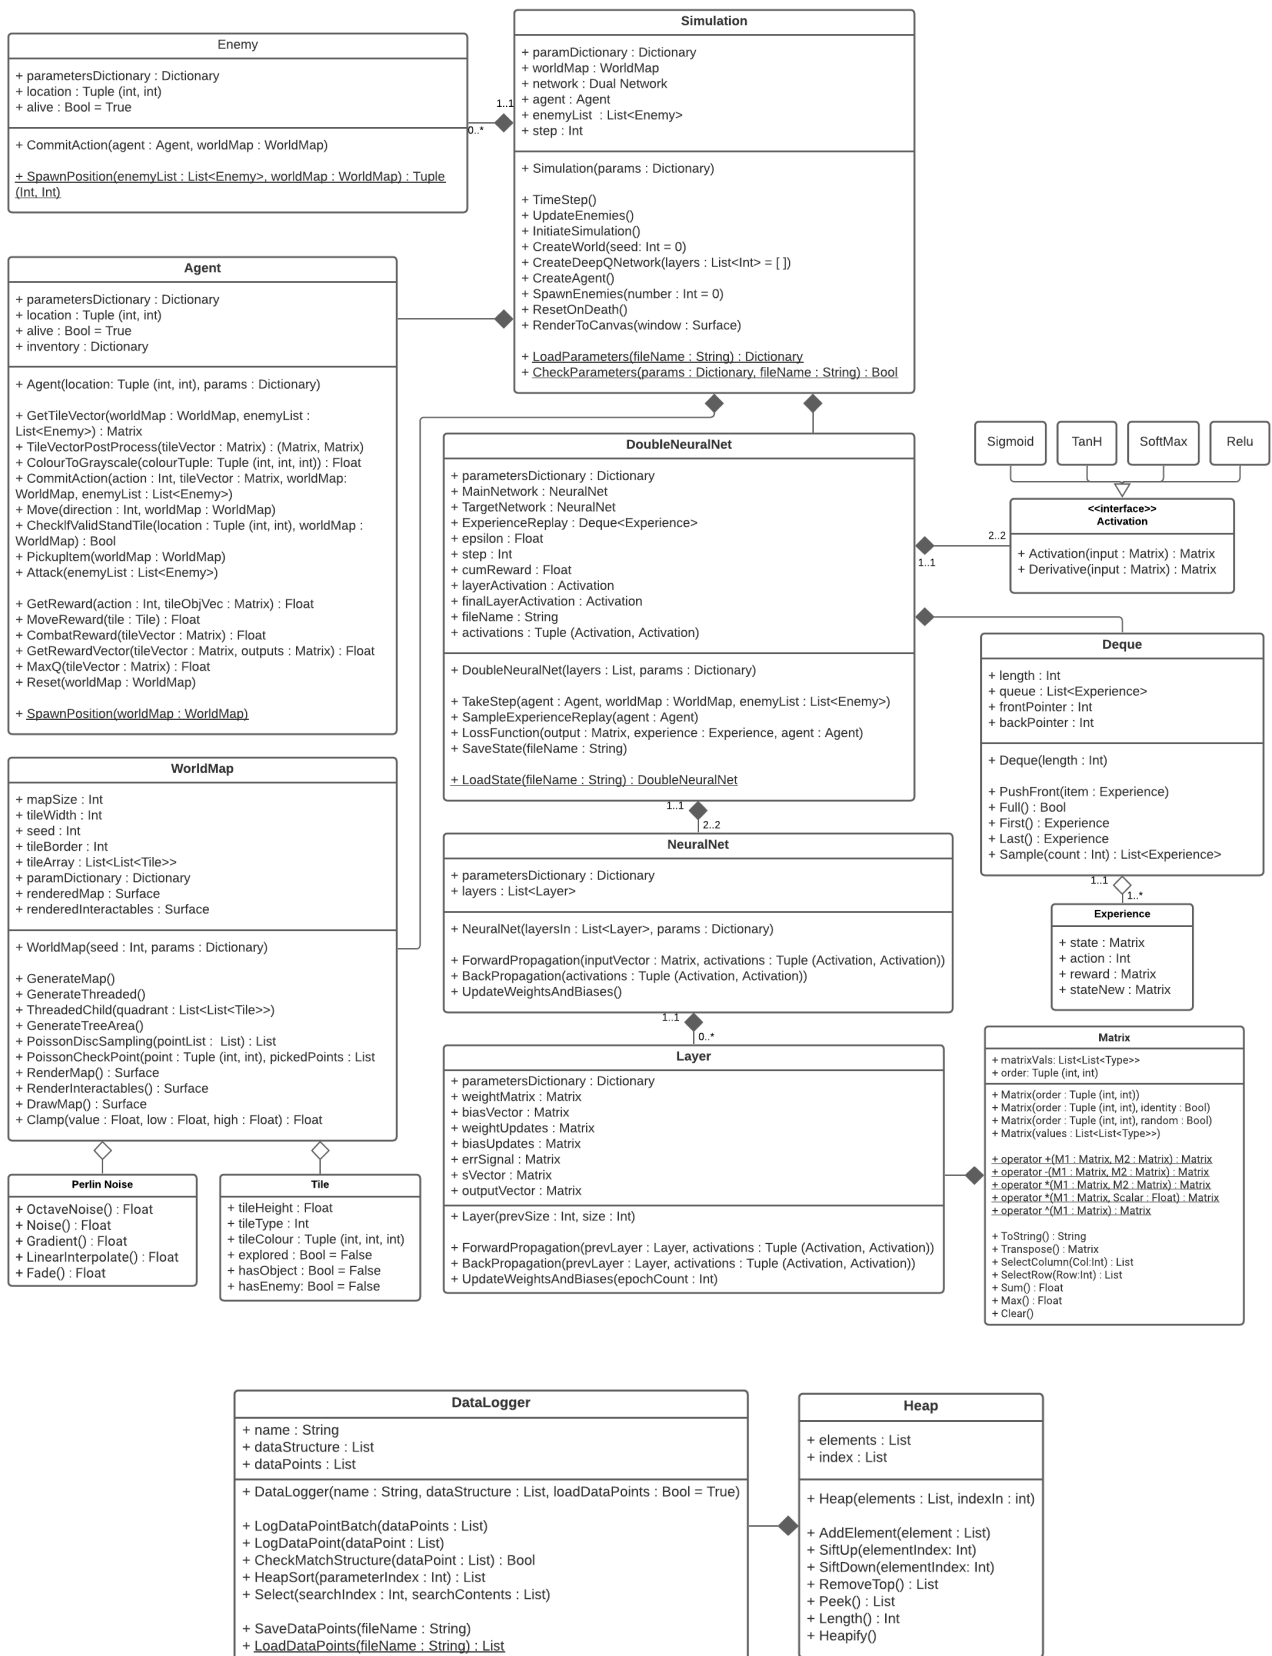 Simulation
+ paramDictionary : Dictionary
+ worldMap : WorldMap
+ network : Dual Network
+ agent : Agent
+ enemyList  : List<Enemy>
+ step : Int
+ Simulation(params : Dictionary)
+ TimeStep()
+ UpdateEnemies()
+ InitiateSimulation()
+ CreateWorld(seed: Int = 0)
+ CreateDeepQNetwork(layers : List<Int> = [ ])
+ CreateAgent()
+ SpawnEnemies(number : Int = 0)
+ ResetOnDeath()
+ RenderToCanvas(window : Surface)
+ LoadParameters(fileName : String) : Dictionary
+ CheckParameters(params : Dictionary, fileName : String) : Bool
Enemy
+ parametersDictionary : Dictionary
+ location : Tuple (int, int)
+ alive : Bool = True
+ CommitAction(agent : Agent, worldMap : WorldMap)
+ SpawnPosition(enemyList : List<Enemy>, worldMap : WorldMap) : Tuple
(Int, Int)
1..1
0..*
Agent
+ parametersDictionary : Dictionary
+ location : Tuple (int, int)
+ alive : Bool = True
+ inventory : Dictionary
+ Agent(location: Tuple (int, int), params : Dictionary)
+ GetTileVector(worldMap : WorldMap, enemyList :
List<Enemy>) : Matrix
+ TileVectorPostProcess(tileVector : Matrix) : (Matrix, Matrix)
+ ColourToGrayscale(colourTuple: Tuple (int, int, int)) : Float
+ CommitAction(action : Int, tileVector : Matrix, worldMap:
WorldMap, enemyList : List<Enemy>)
+ Move(direction : Int, worldMap : WorldMap)
+ CheckIfValidStandTile(location : Tuple (int, int), worldMap :
WorldMap) : Bool
+ PickupItem(worldMap : WorldMap)
+ Attack(enemyList : List<Enemy>)
+ GetReward(action : Int, tileObjVec : Matrix) : Float
+ MoveReward(tile : Tile) : Float
+ CombatReward(tileVector : Matrix) : Float
+ GetRewardVector(tileVector : Matrix, outputs : Matrix) : Float
+ MaxQ(tileVector : Matrix) : Float
+ Reset(worldMap : WorldMap)
+ SpawnPosition(worldMap : WorldMap)
DoubleNeuralNet
+ parametersDictionary : Dictionary
+ MainNetwork : NeuralNet
+ TargetNetwork : NeuralNet
+ ExperienceReplay : Deque<Experience>
+ epsilon : Float
+ step : Int
+ cumReward : Float
+ layerActivation : Activation
+ finalLayerActivation : Activation
+ fileName : String
+ activations : Tuple (Activation, Activation)
+ DoubleNeuralNet(layers : List, params : Dictionary)
+ TakeStep(agent : Agent, worldMap : WorldMap, enemyList : List<Enemy>)
+ SampleExperienceReplay(agent : Agent)
+ LossFunction(output : Matrix, experience : Experience, agent : Agent)
+ SaveState(fileName : String)
+ LoadState(fileName : String) : DoubleNeuralNet
Sigmoid
TanH
SoftMax
Relu
<<interface>>
Activation
+ Activation(input : Matrix) : Matrix
+ Derivative(input : Matrix) : Matrix
2..2
1..1
Deque
+ length : Int
+ queue : List<Experience>
+ frontPointer : Int
+ backPointer : Int
+ Deque(length : Int)
+ PushFront(item : Experience)
+ Full() : Bool
+ First() : Experience
+ Last() : Experience
+ Sample(count : Int) : List<Experience>
1..1
1..*
Experience
+ state : Matrix
+ action : Int
+ reward : Matrix
+ stateNew : Matrix
WorldMap
+ mapSize : Int
+ tileWidth : Int
+ seed : Int
+ tileBorder : Int
+ tileArray : List<List<Tile>>
+ paramDictionary : Dictionary
+ renderedMap : Surface
+ renderedInteractables : Surface
+ WorldMap(seed : Int, params : Dictionary)
+ GenerateMap()
+ GenerateThreaded()
+ ThreadedChild(quadrant : List<List<Tile>>)
+ GenerateTreeArea()
+ PoissonDiscSampling(pointList :  List) : List
+ PoissonCheckPoint(point : Tuple (int, int), pickedPoints : List
+ RenderMap() : Surface
+ RenderInteractables() : Surface
+ DrawMap() : Surface
+ Clamp(value : Float, low : Float, high : Float) : Float
1..1
2..2
NeuralNet
+ parametersDictionary : Dictionary
+ layers : List<Layer>
+ NeuralNet(layersIn : List<Layer>, params : Dictionary)
+ ForwardPropagation(inputVector : Matrix, activations : Tuple (Activation, Activation))
+ BackPropagation(activations : Tuple (Activation, Activation))
+ UpdateWeightsAndBiases()
1..1
0..*
Layer
+ parametersDictionary : Dictionary
+ weightMatrix : Matrix
+ biasVector : Matrix
+ weightUpdates : Matrix
+ biasUpdates : Matrix
+ errSignal : Matrix
+ sVector : Matrix
+ outputVector : Matrix
+ Layer(prevSize : Int, size : Int)
+ ForwardPropagation(prevLayer : Layer, activations : Tuple (Activation, Activation))
+ BackPropagation(prevLayer : Layer, activations : Tuple (Activation, Activation))
+ UpdateWeightsAndBiases(epochCount : Int)
Matrix
+ matrixVals: List<List<Type>>
+ order: Tuple (int, int)
+ Matrix(order : Tuple (int, int))
+ Matrix(order : Tuple (int, int), identity : Bool)
+ Matrix(order : Tuple (int, int), random : Bool)
+ Matrix(values : List<List<Type>>)
+ operator +(M1 : Matrix, M2 : Matrix) : Matrix
+ operator -(M1 : Matrix, M2 : Matrix) : Matrix
+ operator *(M1 : Matrix, M2 : Matrix) : Matrix
+ operator *(M1 : Matrix, Scalar : Float) : Matrix
+ operator ^(M1 : Matrix) : Matrix
+ ToString() : String
+ Transpose() : Matrix
+ SelectColumn(Col:Int) : List
+ SelectRow(Row:Int) : List
+ Sum() : Float
+ Max() : Float
+ Clear()
Perlin Noise
+ OctaveNoise() : Float
+ Noise() : Float
+ Gradient() : Float
+ LinearInterpolate() : Float
+ Fade() : Float
Tile
+ tileHeight : Float
+ tileType : Int
+ tileColour : Tuple (int, int, int)
+ explored : Bool = False
+ hasObject : Bool = False
+ hasEnemy: Bool = False
DataLogger
+ name : String
+ dataStructure : List
+ dataPoints : List
+ DataLogger(name : String, dataStructure : List, loadDataPoints : Bool = True)
+ LogDataPointBatch(dataPoints : List)
+ LogDataPoint(dataPoint : List)
+ CheckMatchStructure(dataPoint : List) : Bool
+ HeapSort(parameterIndex : Int) : List
+ Select(searchIndex : Int, searchContents : List)
+ SaveDataPoints(fileName : String)
+ LoadDataPoints(fileName : String) : List
Heap
+ elements : List
+ index : List
+ Heap(elements : List, indexIn : int)
+ AddElement(element : List)
+ SiftUp(elementIndex: Int)
+ SiftDown(elementIndex: Int)
+ RemoveTop() : List
+ Peek() : List
+ Length() : Int
+ Heapify()